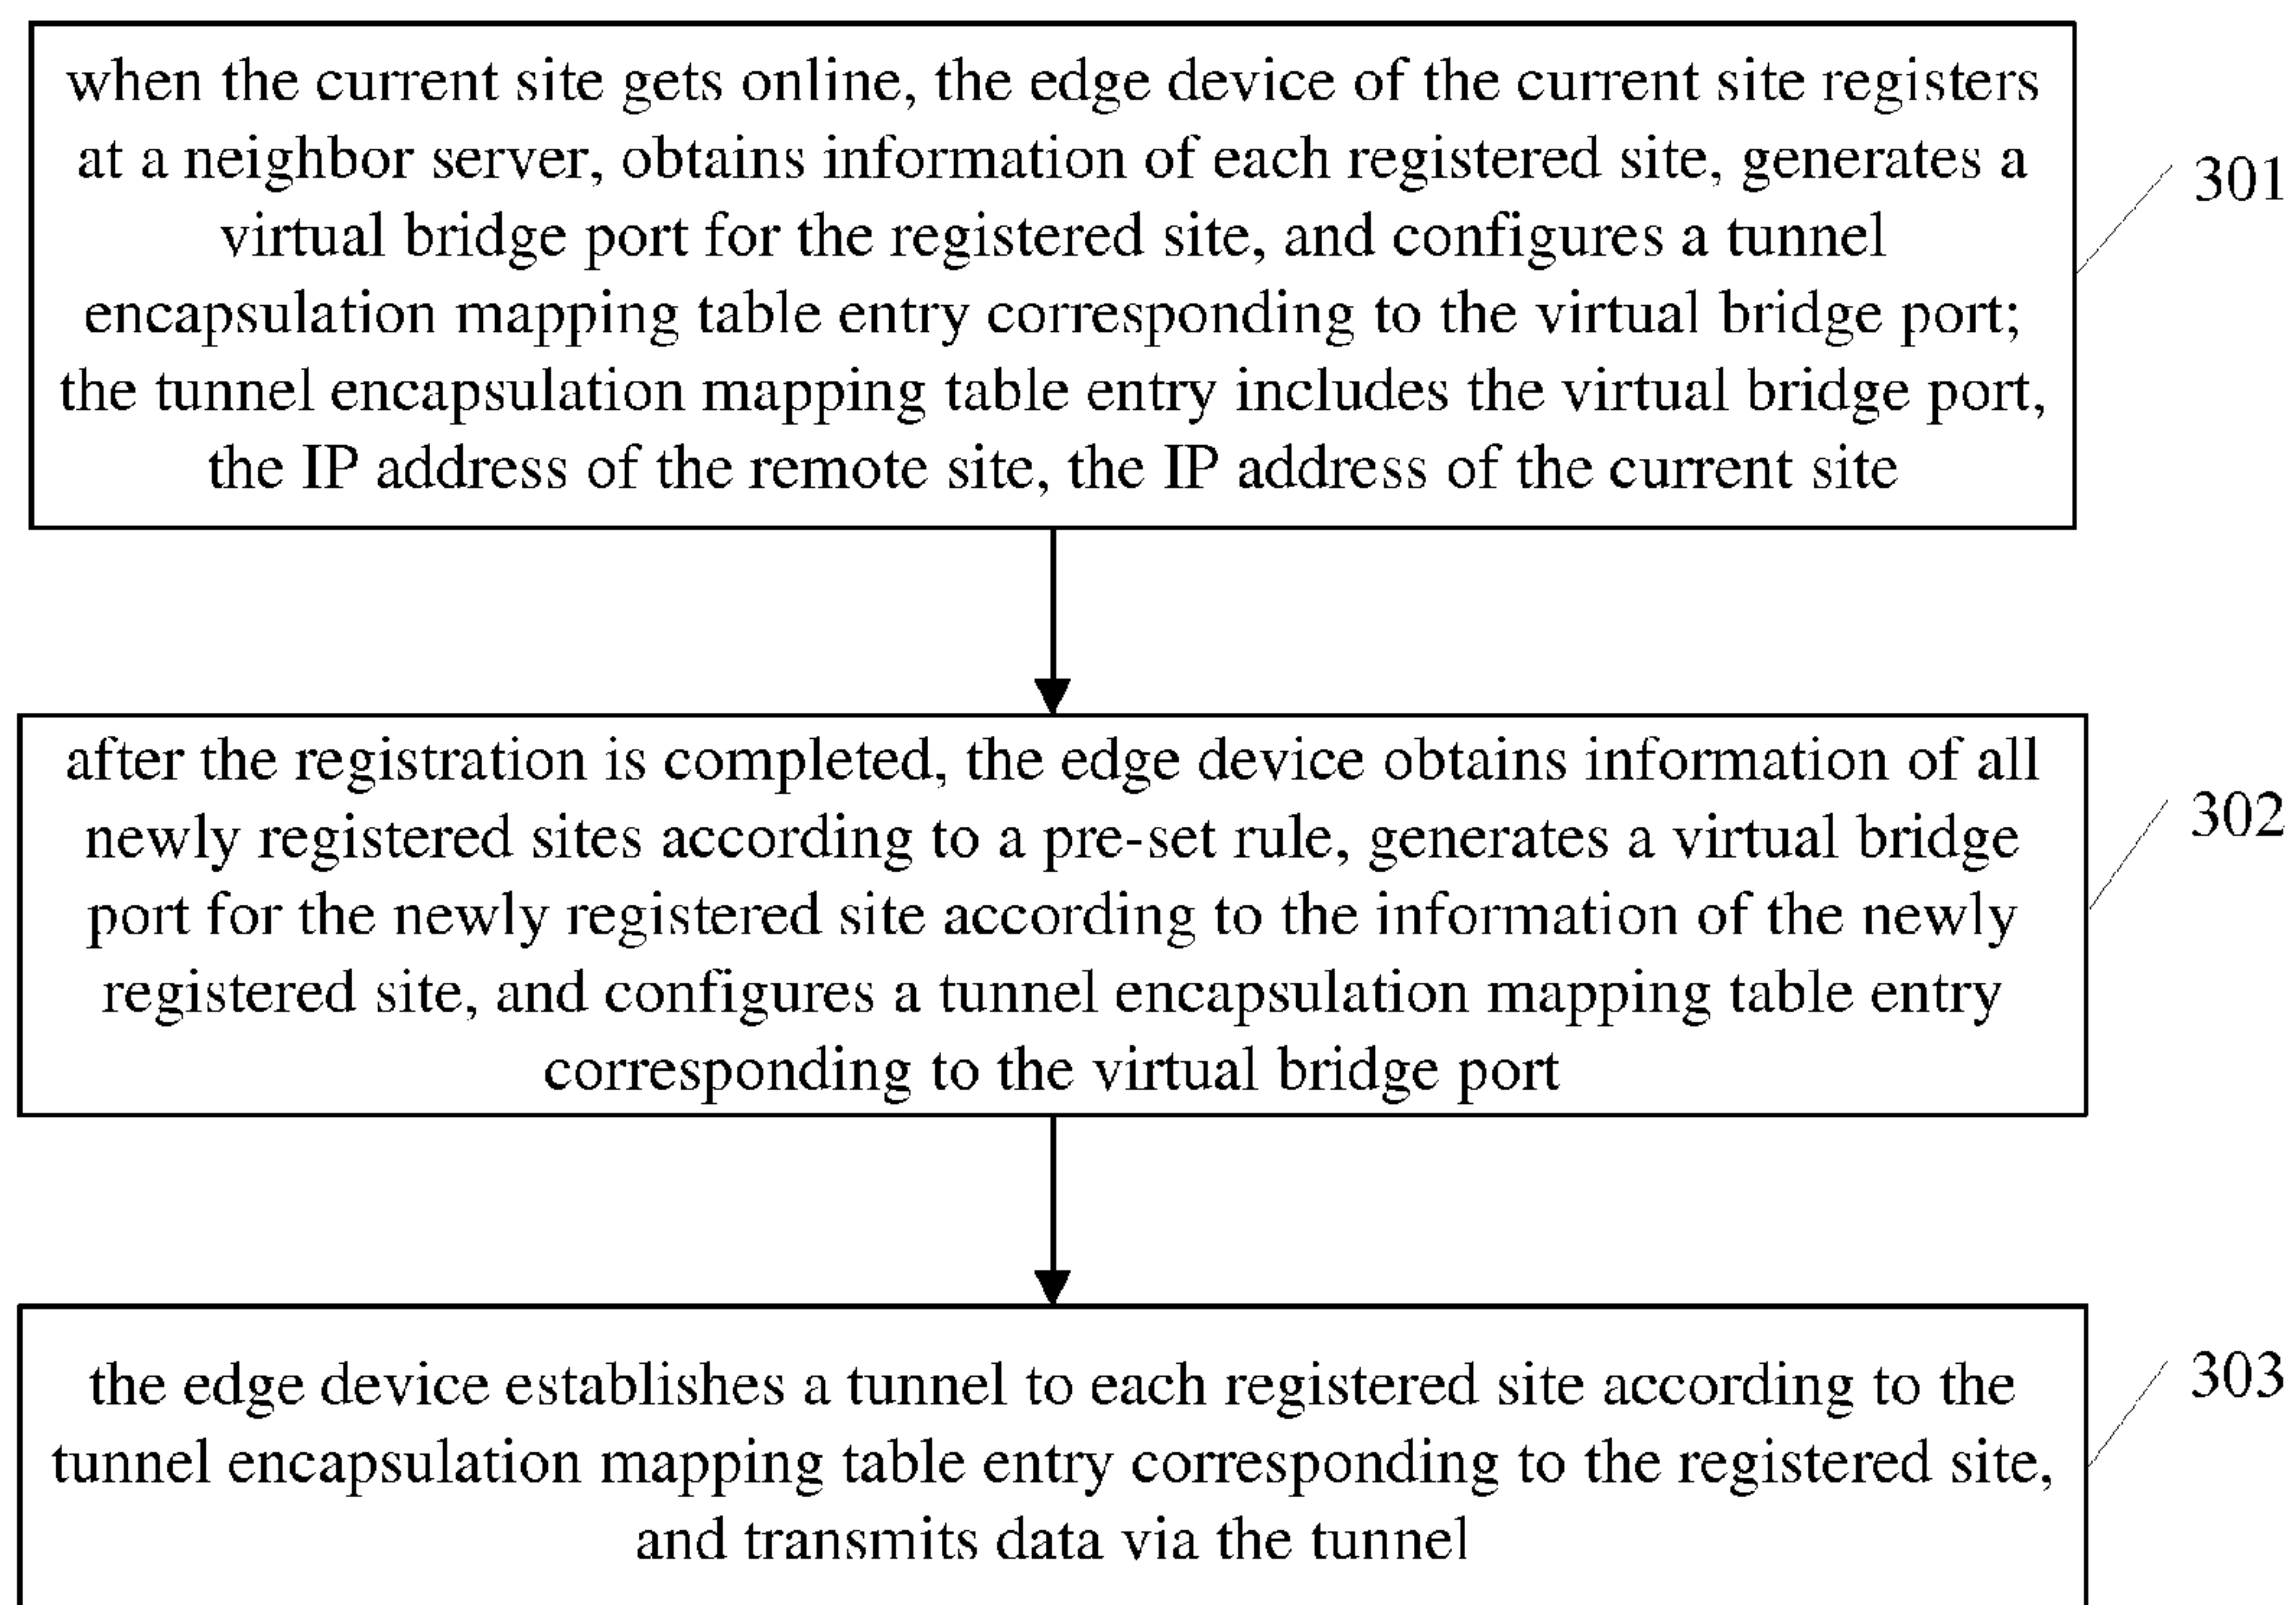 when the current site gets online, the edge device of the current site registers
at a neighbor server, obtains information of each registered site, generates a
virtual bridge port for the registered site, and configures a tunnel
encapsulation mapping table entry corresponding to the virtual bridge port;
the tunnel encapsulation mapping table entry includes the virtual bridge port,
the IP address of the remote site, the IP address of the current site
301
after the registration is completed, the edge device obtains information of all
newly registered sites according to a pre-set rule, generates a virtual bridge
port for the newly registered site according to the information of the newly
registered site, and configures a tunnel encapsulation mapping table entry
corresponding to the virtual bridge port
302
the edge device establishes a tunnel to each registered site according to the
tunnel encapsulation mapping table entry corresponding to the registered site,
and transmits data via the tunnel
303